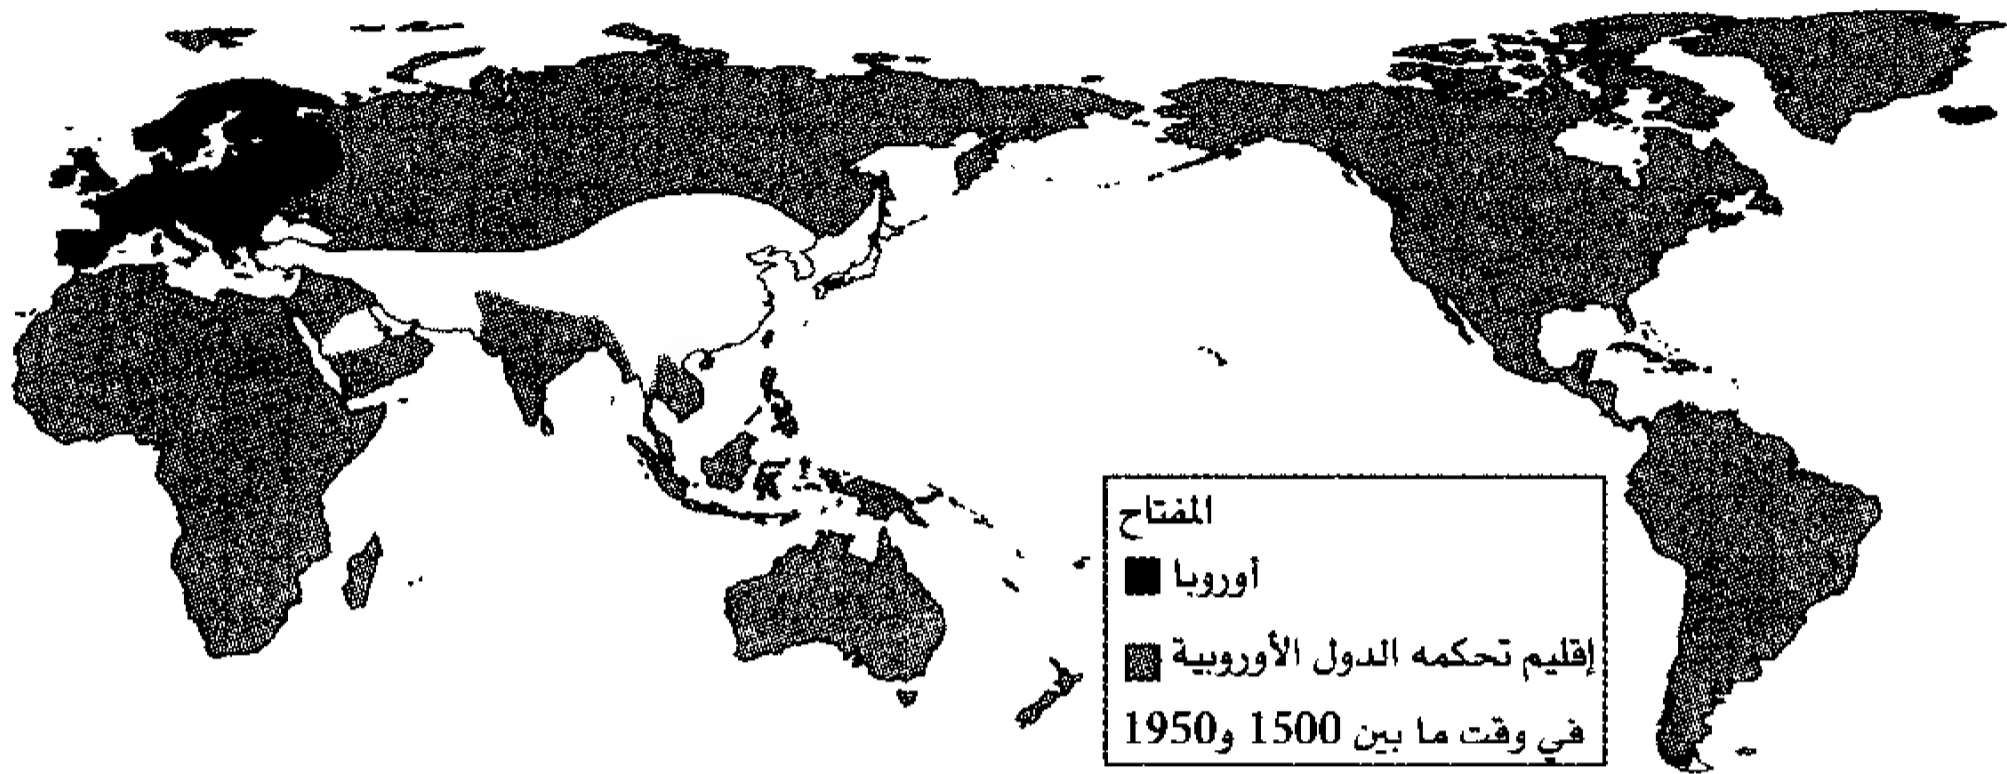 المفتاح
أوروبا
إقليم تحكمه الدول الأوروبية
في وقت ما بين 1500 و1950